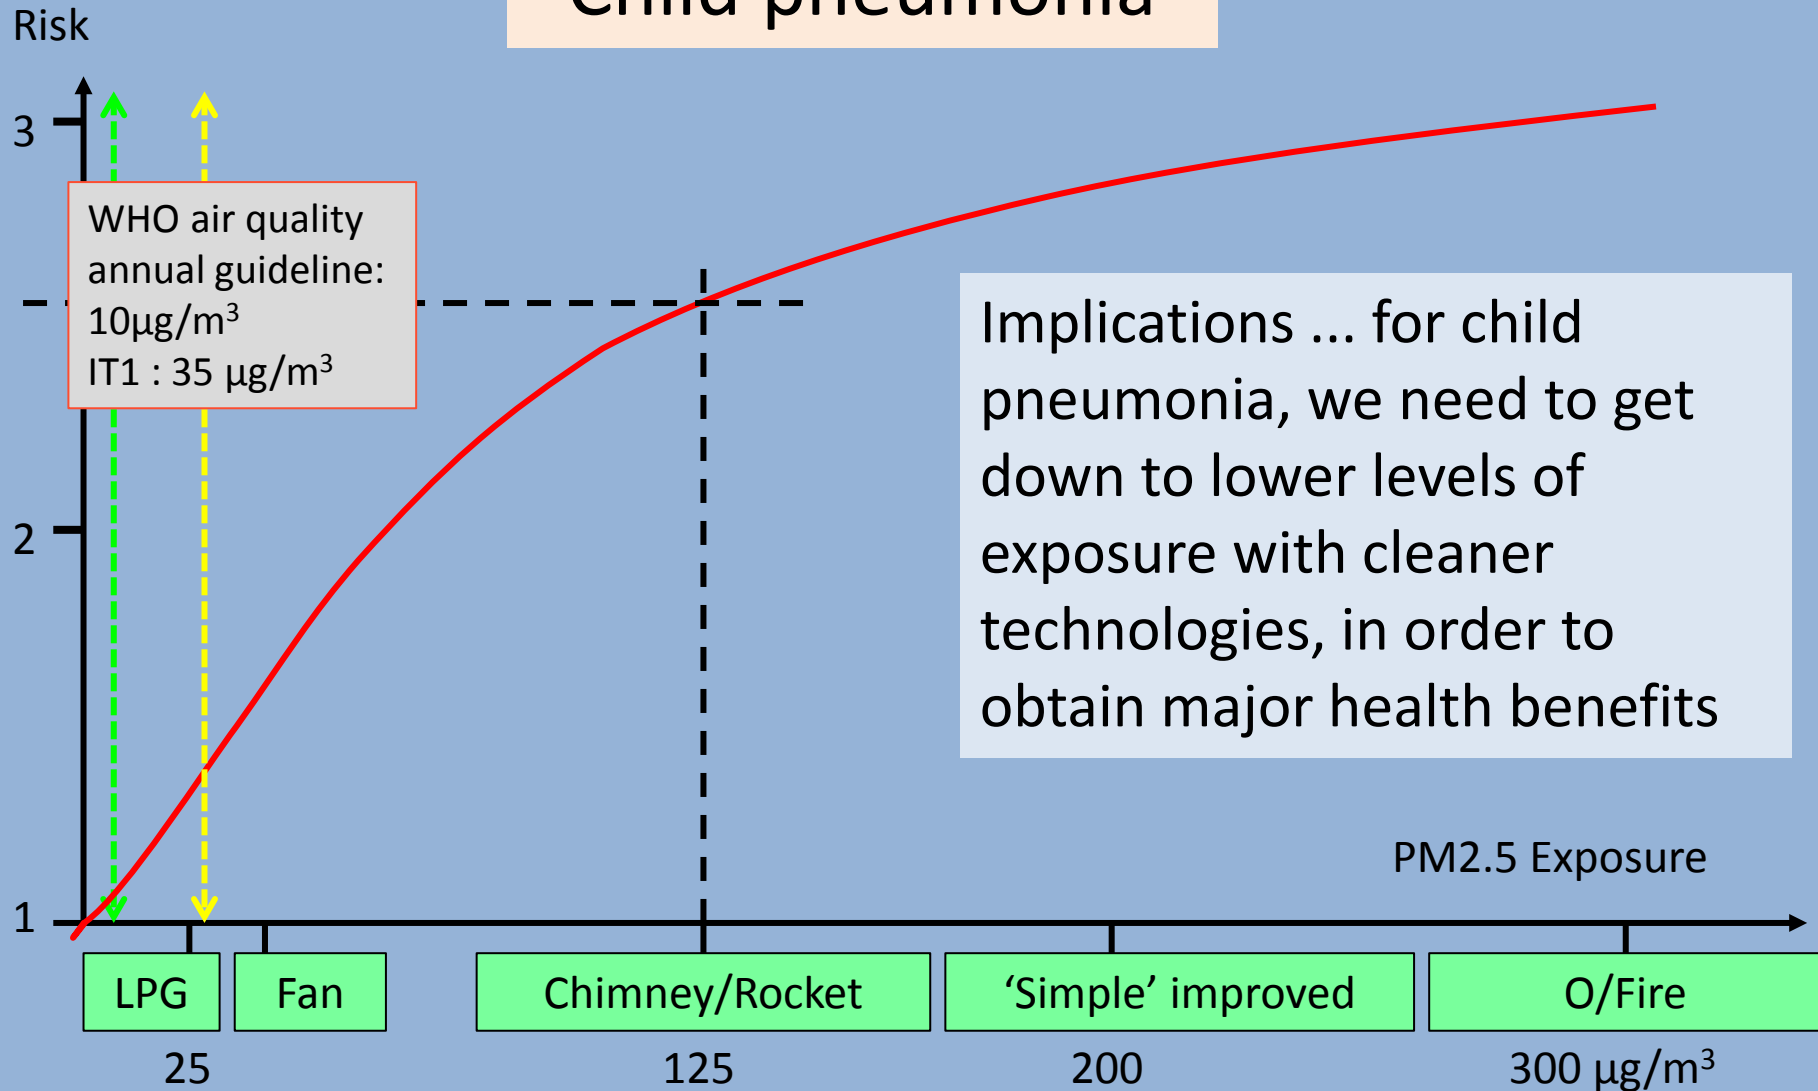 Child pneumonia
Risk
3
2
1
WHO air quality
annual guideline:
10µg/m³
IT1 : 35 µg/m³
Implications ... for child
pneumonia, we need to get
down to lower levels of
exposure with cleaner
technologies, in order to
obtain major health benefits
PM2.5 Exposure
LPG Fan Chimney/Rocket ‘Simple’ improved O/Fire
25 125 200 300 µg/m³